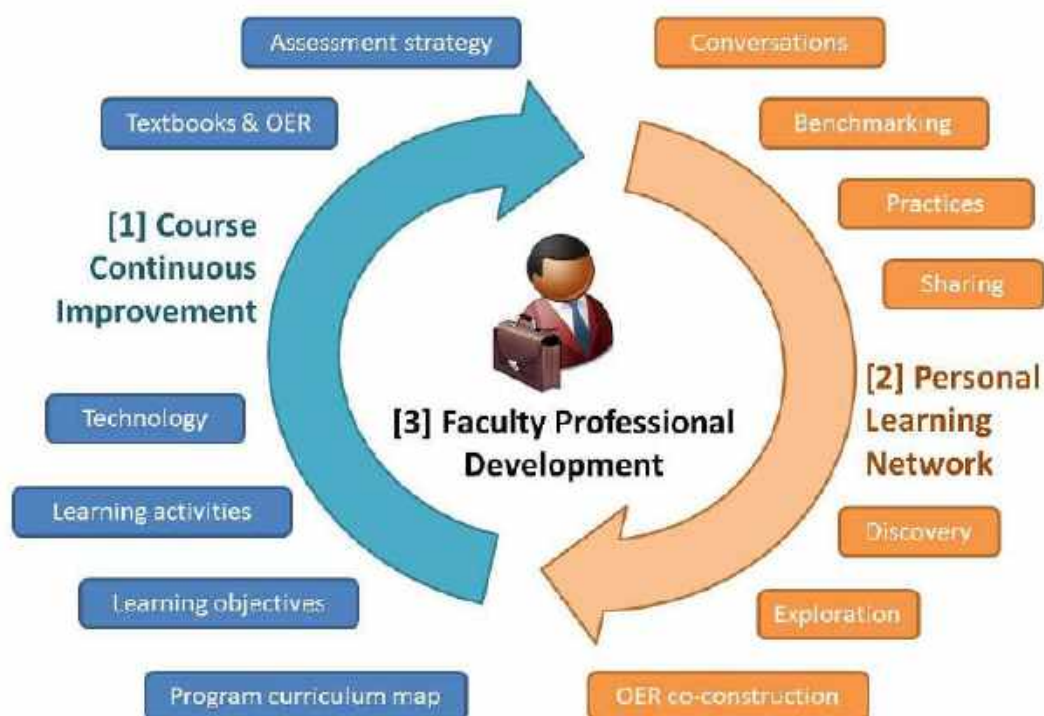 Assessment strategy
Textbooks & OER
[1] Course
Continuous
Improvement
Technology
Learning activities
Learning objectives
Program curriculum map
[3] Faculty Professional
Development
Conversations
Benchmarking
Practices
Sharing
[2] Personal
Learning
Network
Discovery
Exploration
OER co-construction